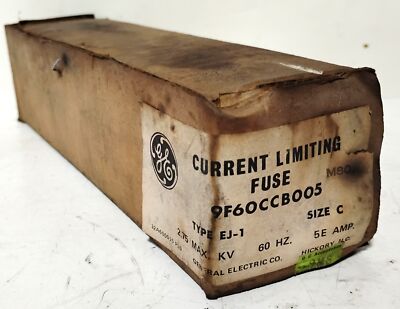 GE
CURRENT LIMITING
FUSE
9F60CCB005
TYPE EJ-1 SIZE C
2.75 MAX. KV 60 HZ. 5E AMP.
GENERAL ELECTRIC CO. HICKORY, N.C.